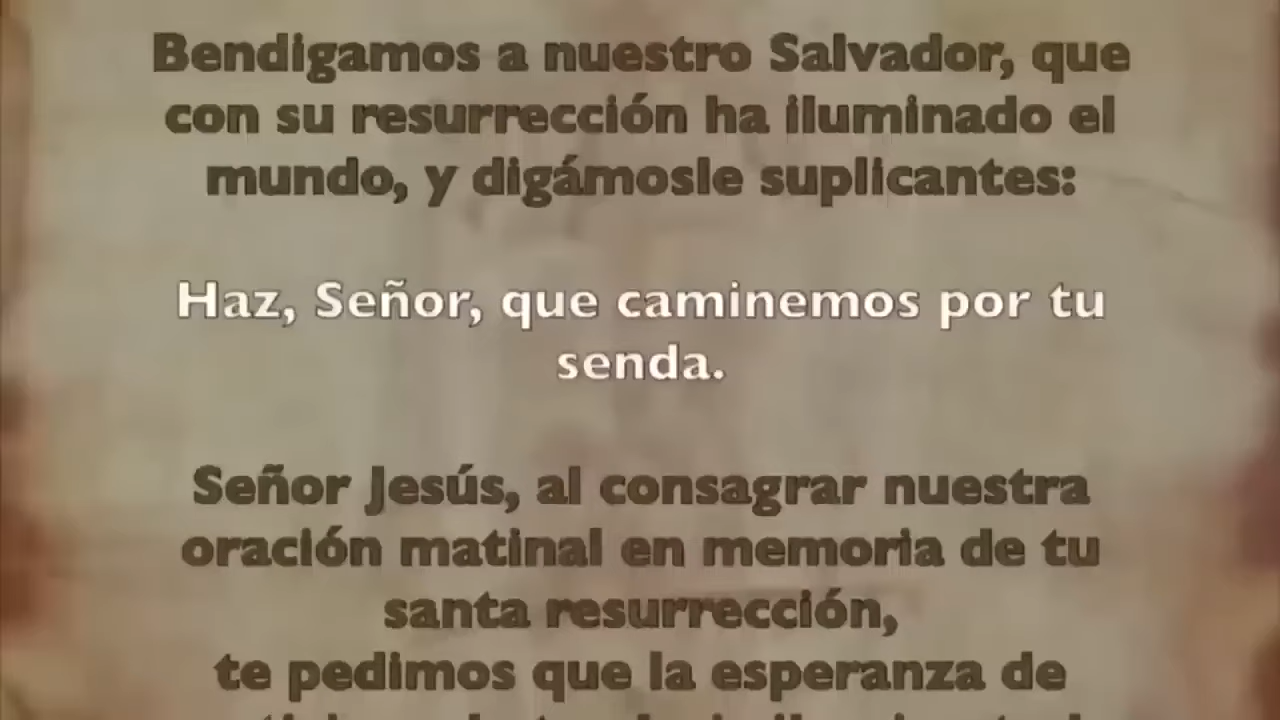 Bendigamos a nuestro Salvador, que
con su resurrección ha iluminado el
mundo, y digámosle suplicantes:
Haz, Señor, que caminemos por tu
senda.
Señor Jesús, al consagrar nuestra
oración matinal en memoria de tu
santa resurrección,
te pedimos que la esperanza de